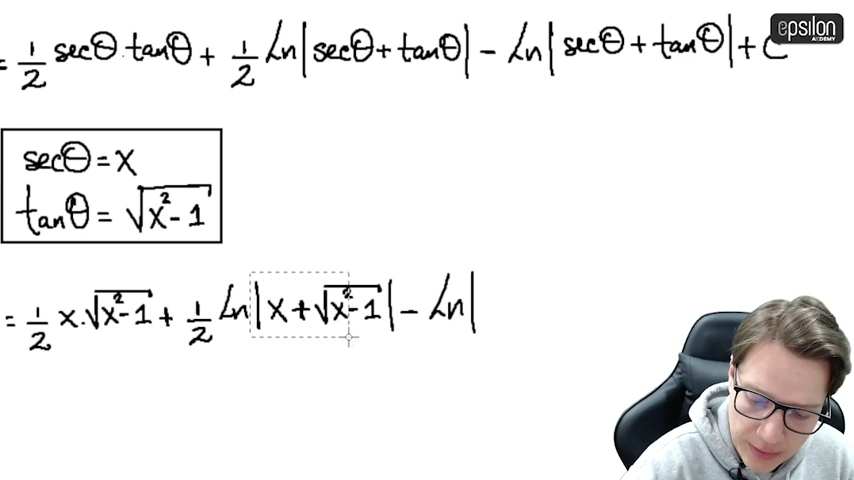 = 1/2 secθ · tanθ + 1/2 Ln|secθ + tanθ| − Ln|secθ + tanθ| + C
epsilon
ACADEMY
secθ = x
tanθ = √(x²−1)
= 1/2 x·√(x²−1) + 1/2 Ln|x + √(x²−1)| − Ln|